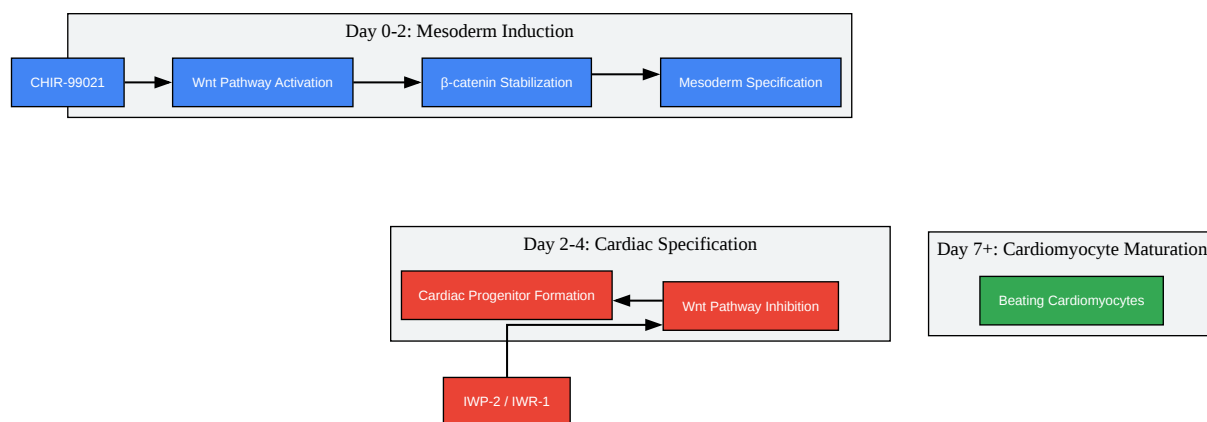 Day 0-2: Mesoderm Induction
CHIR-99021
Wnt Pathway Activation
β-catenin Stabilization
Mesoderm Specification
Day 2-4: Cardiac Specification
Cardiac Progenitor Formation
Wnt Pathway Inhibition
IWP-2 / IWR-1
Day 7+: Cardiomyocyte Maturation
Beating Cardiomyocytes